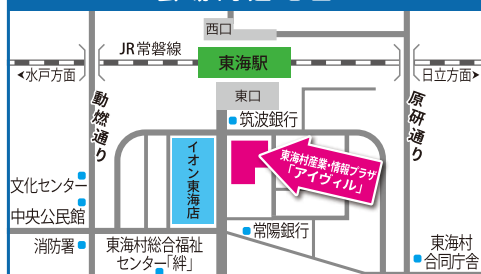 西口
JR常磐線
東海駅
水戸方面
日立方面
東口
動燃通り
原研通り
筑波銀行
イオン東海店
東海村産業・情報プラザ
「アイヴィル」
文化センター
中央公民館
常陽銀行
消防署
東海村総合福祉
センター「絆」
東海村
合同庁舎